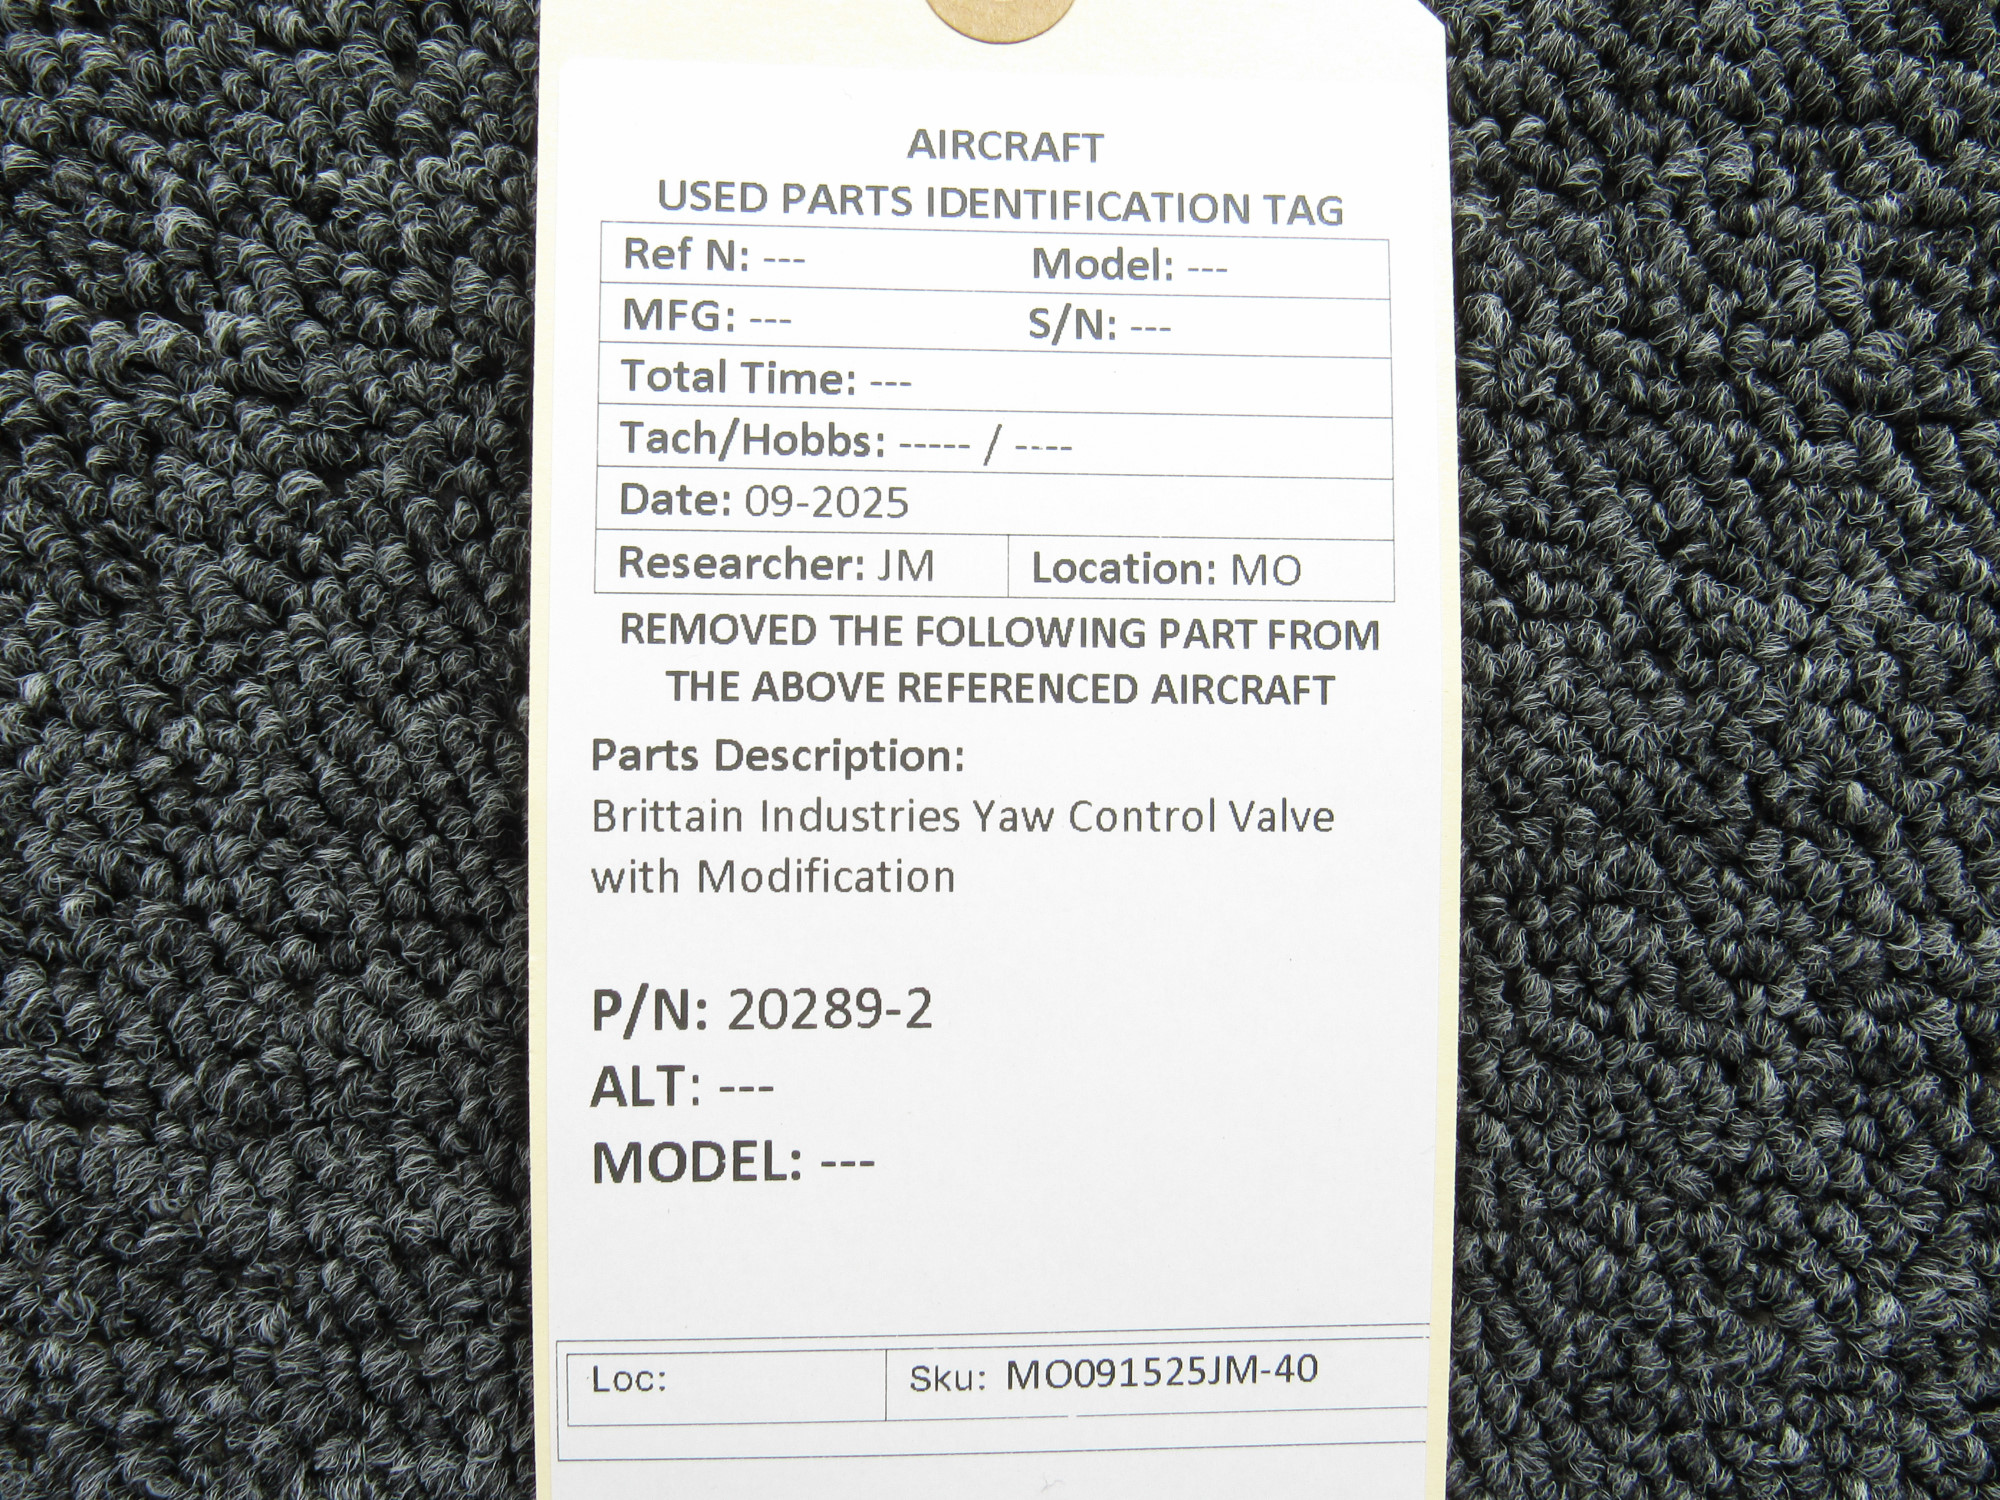 AIRCRAFT
USED PARTS IDENTIFICATION TAG
Ref N: --- Model: ---
MFG: --- S/N: ---
Total Time: ---
Tach/Hobbs: ----- / ----
Date: 09-2025
Researcher: JM Location: MO
REMOVED THE FOLLOWING PART FROM
THE ABOVE REFERENCED AIRCRAFT
Parts Description:
Brittain Industries Yaw Control Valve
with Modification
P/N: 20289-2
ALT: ---
MODEL: ---
Loc: Sku: MO091525JM-40